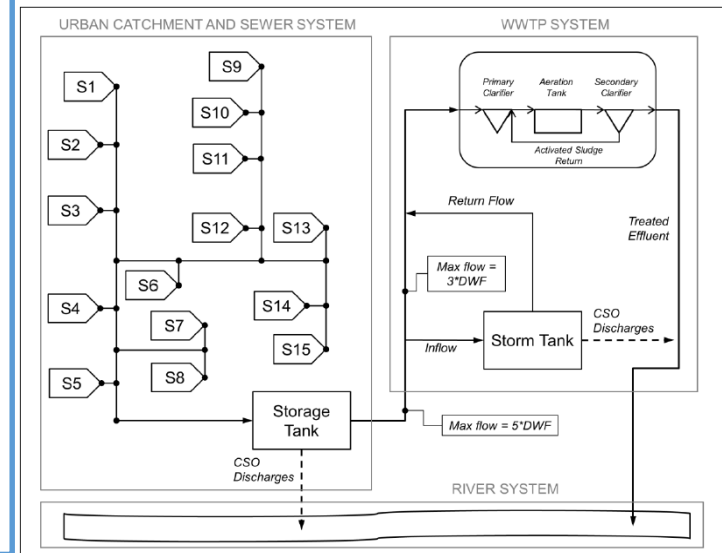 URBAN CATCHMENT AND SEWER SYSTEM
WWTP SYSTEM
S1
S2
S3
S4
S5
S9
S10
S11
S12
S13
S6
S7
S8
S14
S15
Storage
Tank
CSO
Discharges
Primary
Clarifier
Aeration
Tank
Secondary
Clarifier
Activated Sludge
Return
Return Flow
Treated
Effluent
Max flow =
3*DWF
CSO
Discharges
Storm Tank
Inflow
Max flow = 5*DWF
RIVER SYSTEM